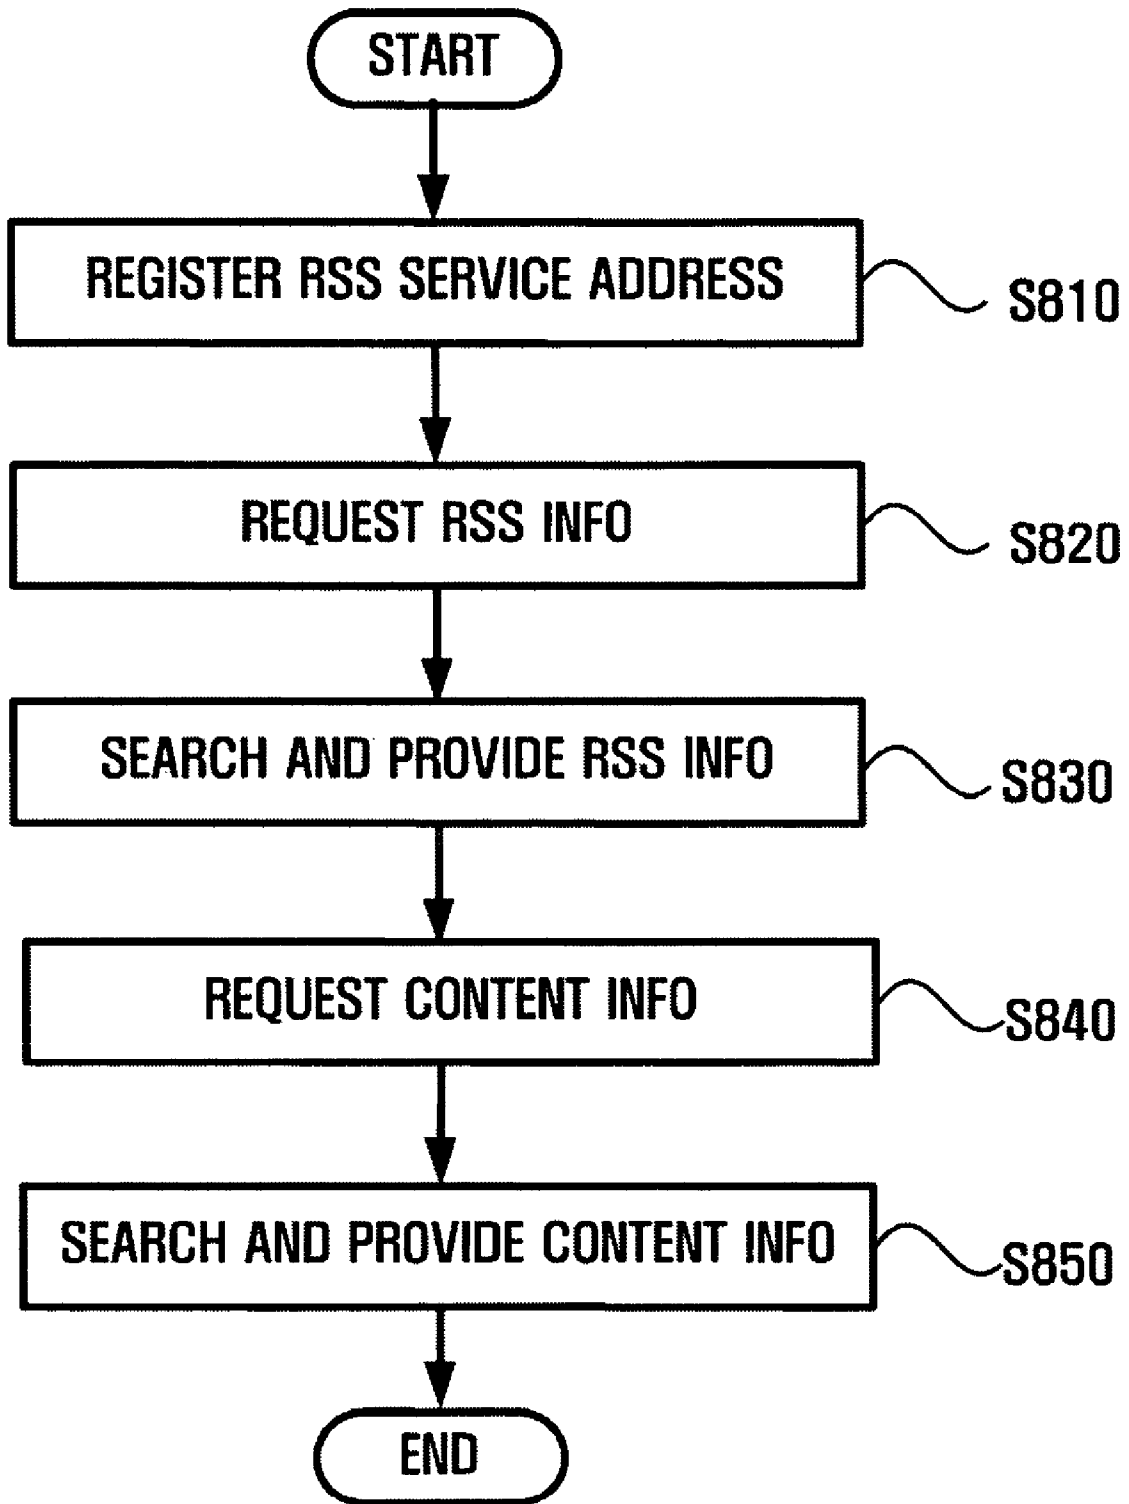 START
REGISTER RSS SERVICE ADDRESS
S810
REQUEST RSS INFO
S820
SEARCH AND PROVIDE RSS INFO
S830
REQUEST CONTENT INFO
S840
SEARCH AND PROVIDE CONTENT INFO
S850
END